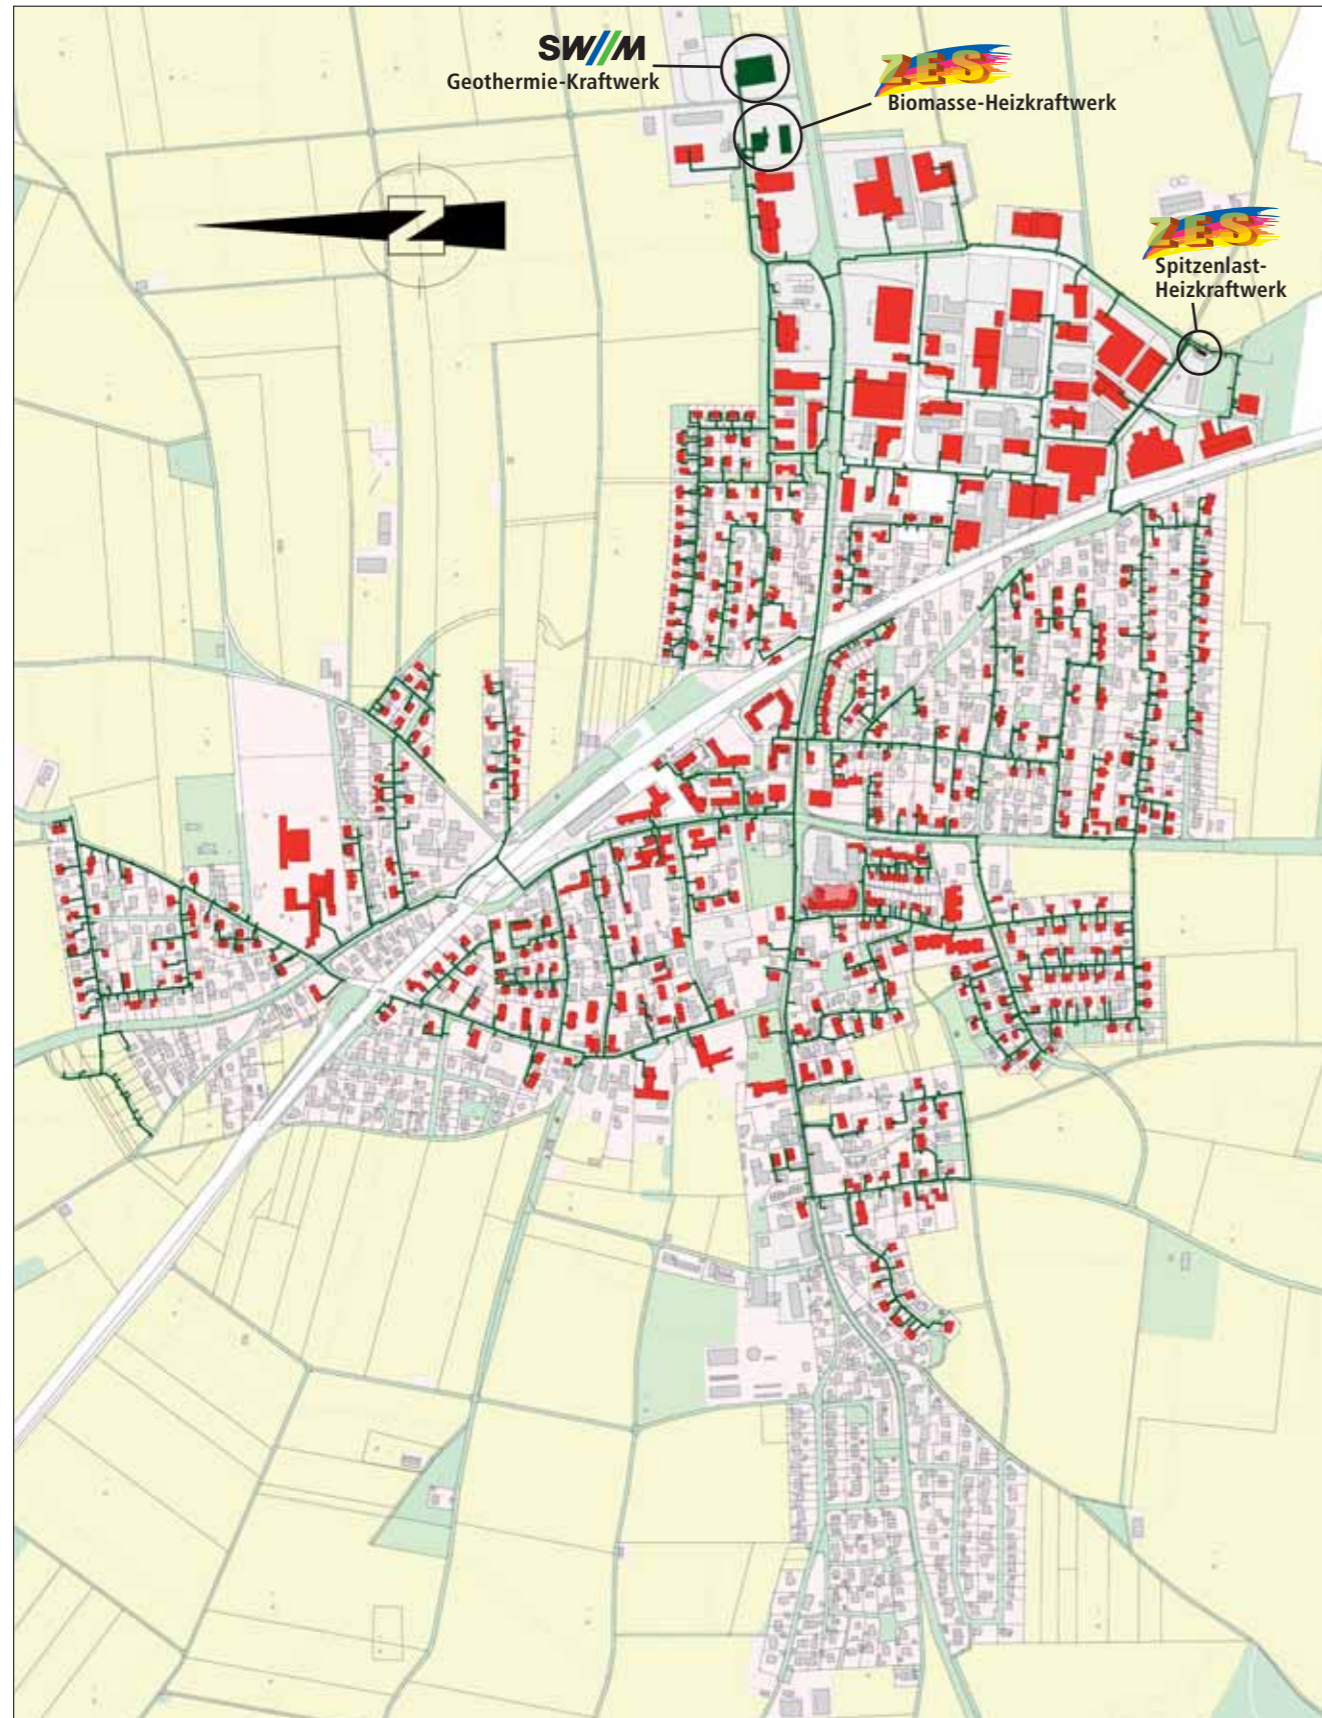 SW//M
Geothermie-Kraftwerk
ZES
Biomasse-Heizkraftwerk
N
ZES
Spitzenlast-
Heizkraftwerk